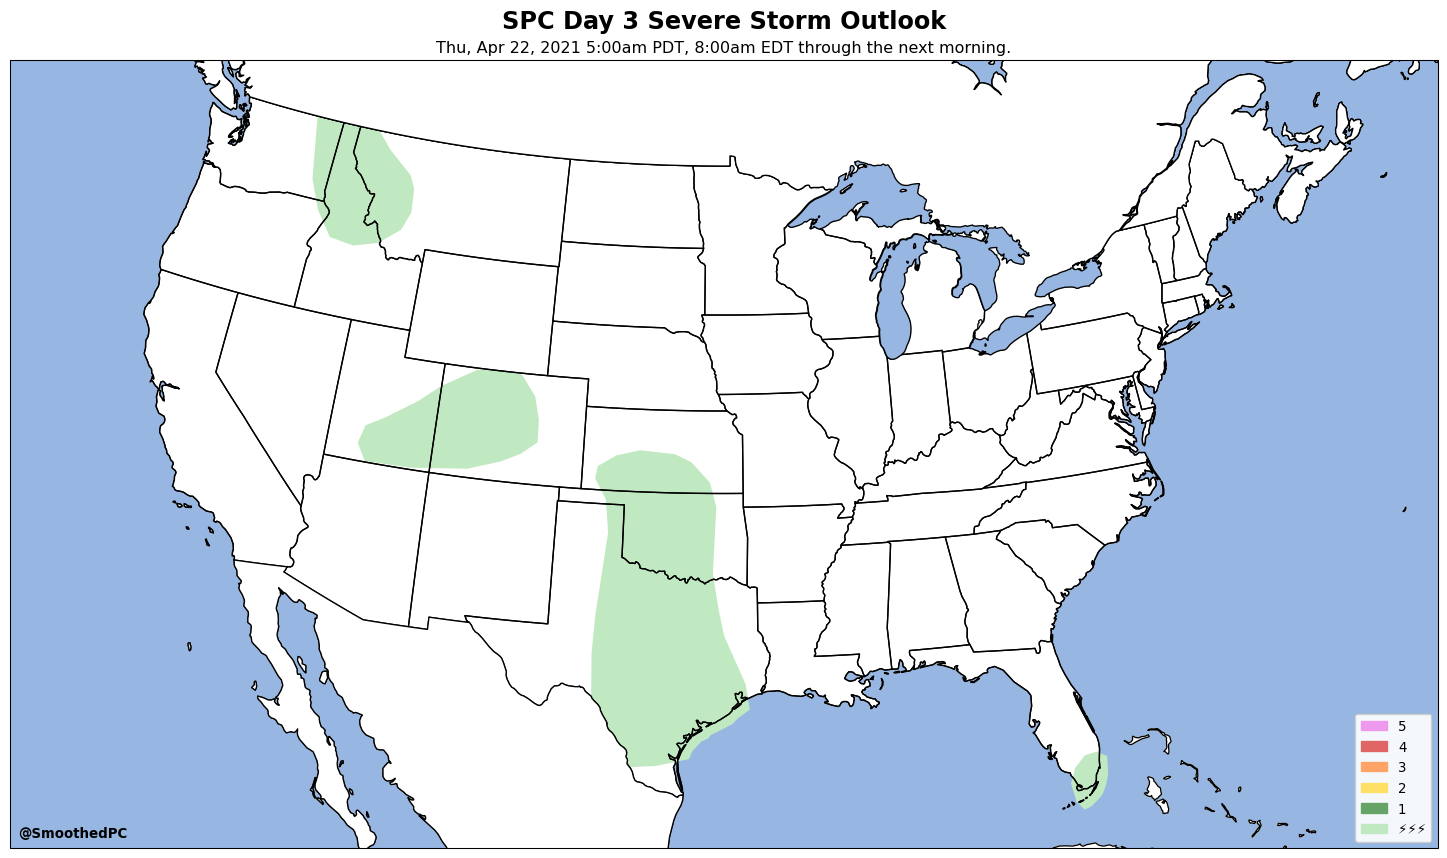 SPC Day 3 Severe Storm Outlook
Thu, Apr 22, 2021 5:00am PDT, 8:00am EDT through the next morning.
5
4
3
2
1
⚡⚡⚡
@SmoothedPC